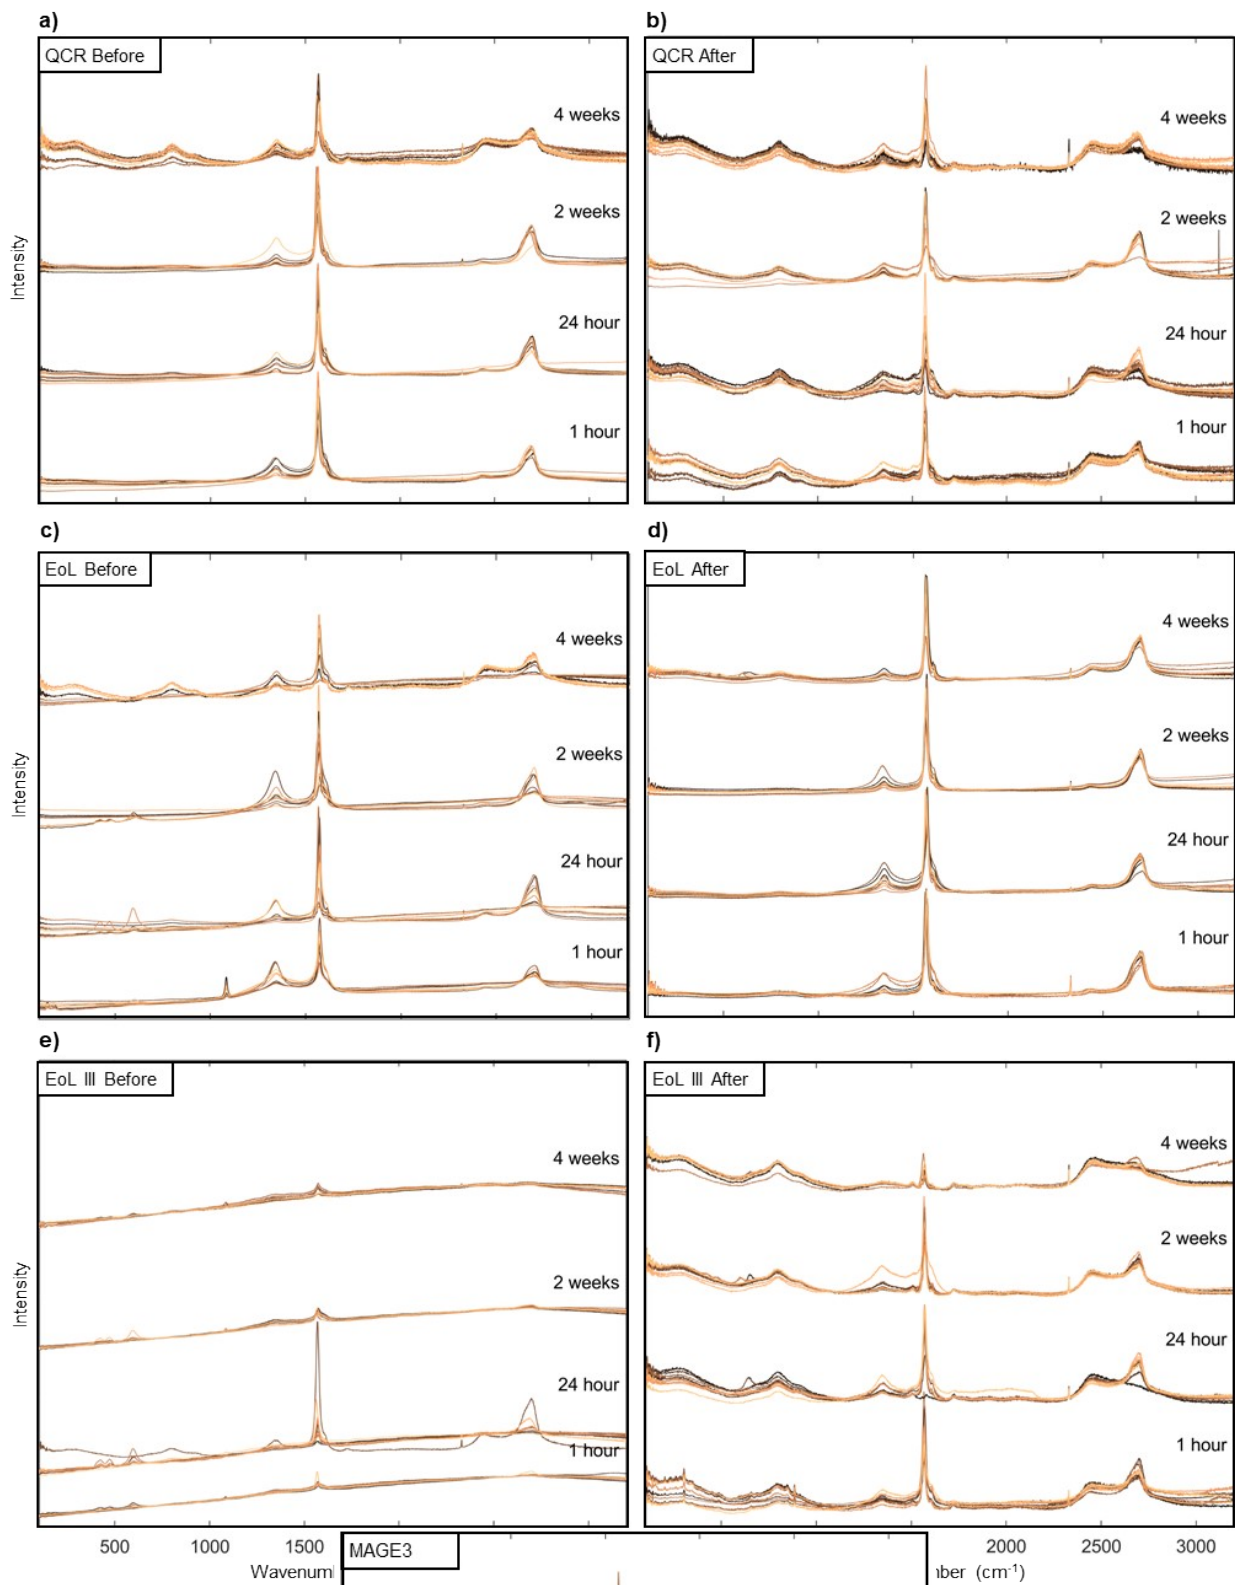 a)
QCR Before
4 weeks
2 weeks
24 hour
1 hour
Intensity
b)
QCR After
4 weeks
2 weeks
24 hour
1 hour
c)
EoL Before
4 weeks
2 weeks
24 hour
1 hour
Intensity
d)
EoL After
4 weeks
2 weeks
24 hour
1 hour
e)
EoL III Before
4 weeks
2 weeks
24 hour
1 hour
Intensity
500 1000 1500
f)
EoL III After
4 weeks
2 weeks
24 hour
1 hour
2000 2500 3000
MAGE3
(cm⁻¹)